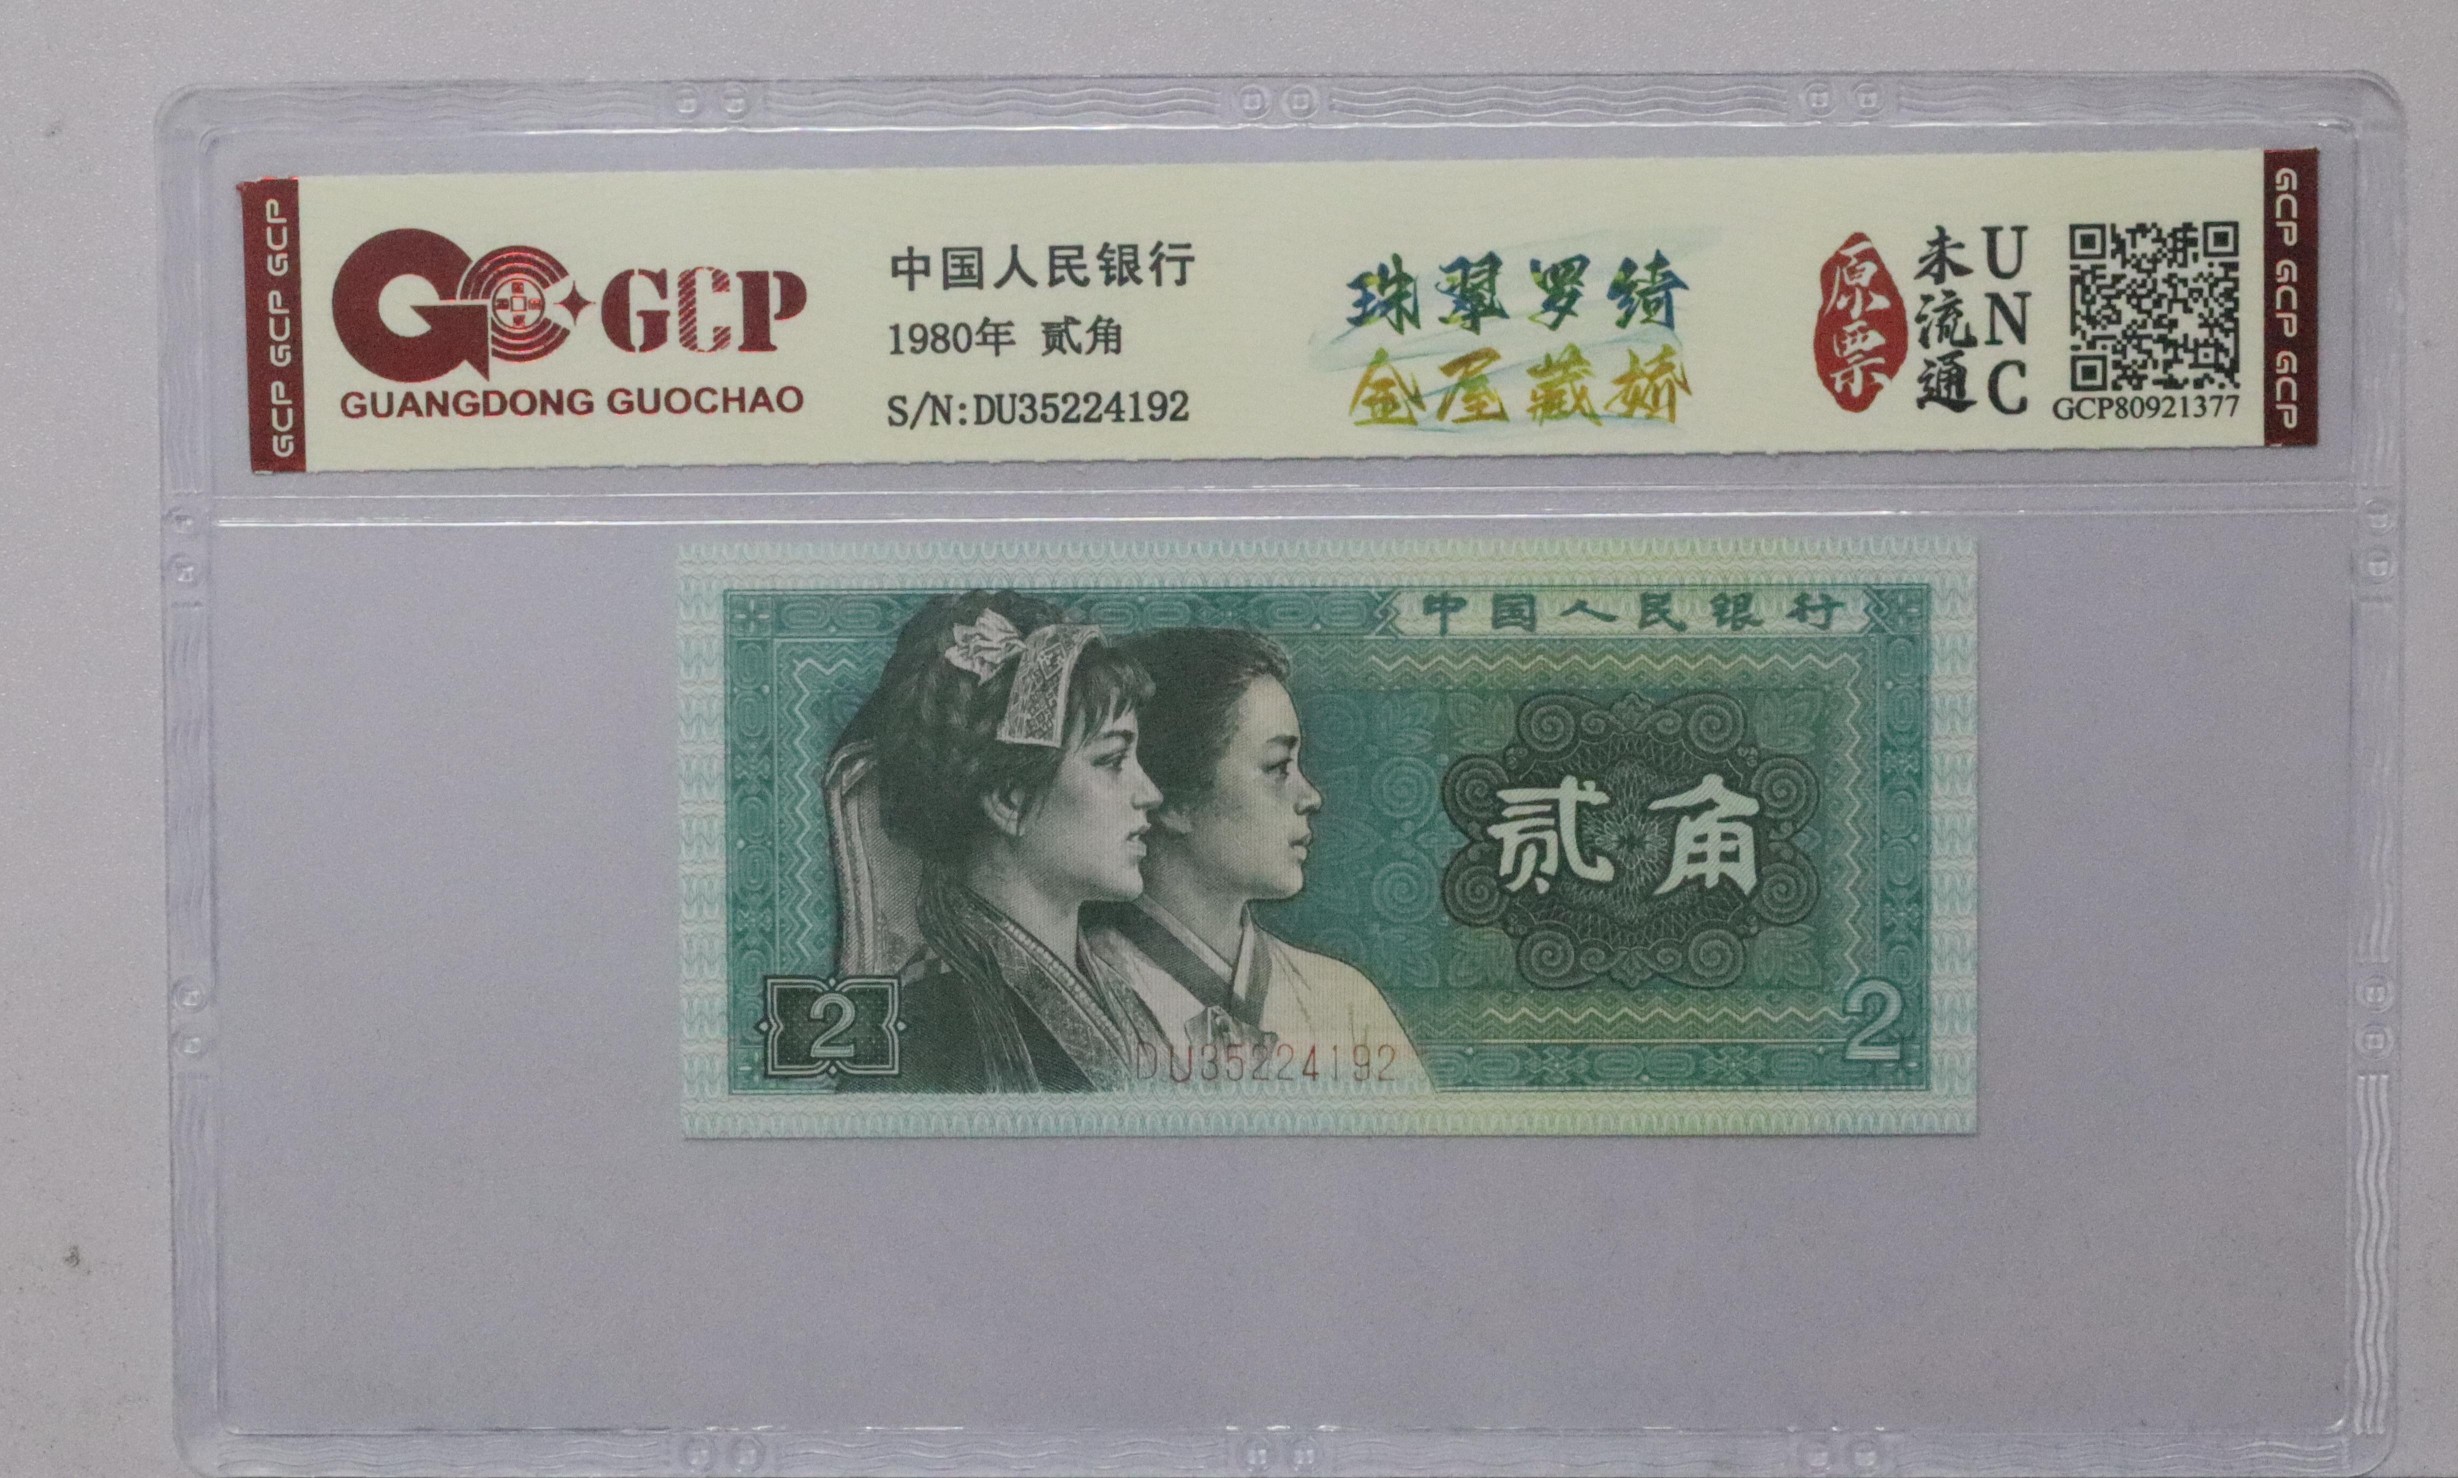 GCP GCP GCP
GCP
GUANGDONG GUOCHAO
中国人民银行
1980年 贰角
S/N:DU35224192
珠翠罗绮
金屋藏娇
原票
未流通
UNC
GCP80921377
GCP GCP GCP
中国人民银行
贰角
2
2
DU35224192